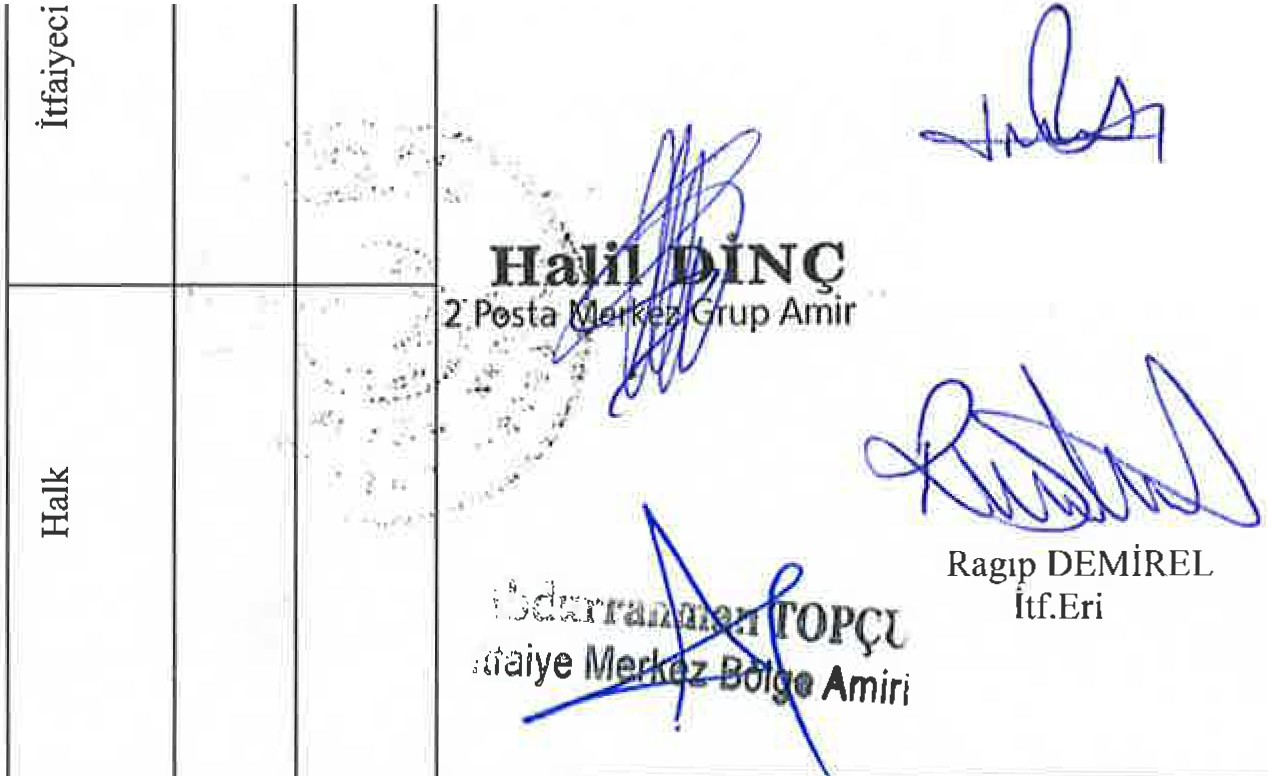 İtfaiyeci
Halk
Halil DİNÇ
2 Posta Merkez Grup Amir
Ragıp DEMİREL
İtf.Eri
TOPÇU
Merkez Bölge Amiri